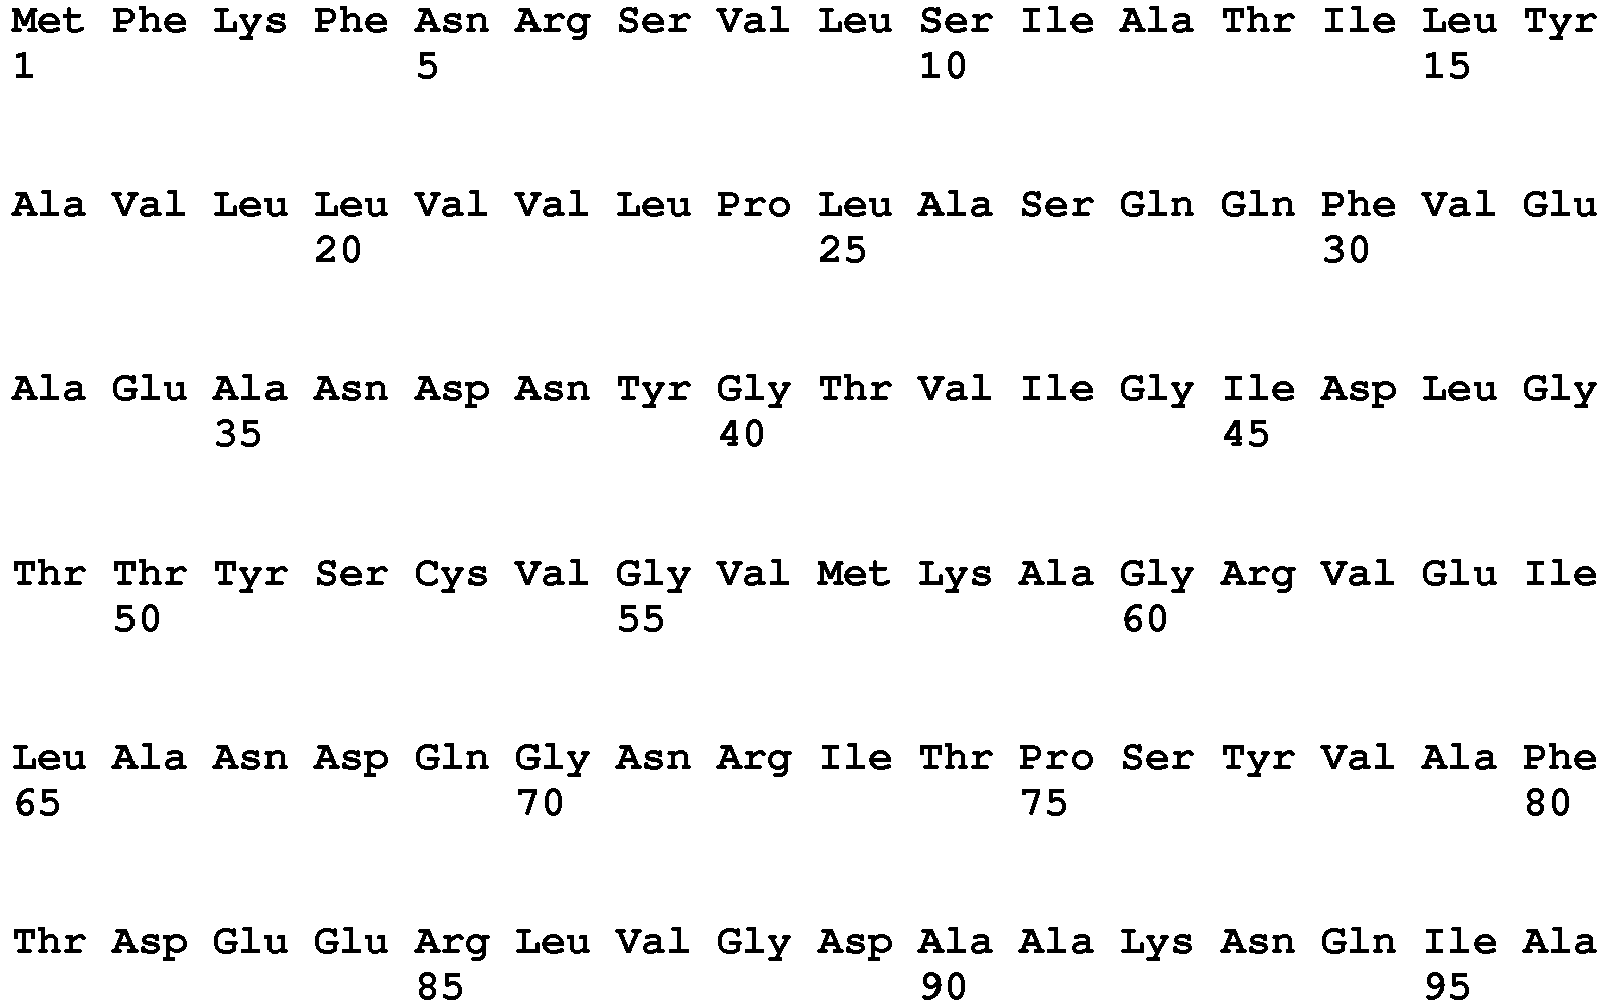 Met Phe Lys Phe Asn Arg Ser Val Leu Ser Ile Ala Thr Ile Leu Tyr
1 5 10 15
Ala Val Leu Leu Val Val Leu Pro Leu Ala Ser Gln Gln Phe Val Glu
20 25 30
Ala Glu Ala Asn Asp Asn Tyr Gly Thr Val Ile Gly Ile Asp Leu Gly
35 40 45
Thr Thr Tyr Ser Cys Val Gly Val Met Lys Ala Gly Arg Val Glu Ile
50 55 60
Leu Ala Asn Asp Gln Gly Asn Arg Ile Thr Pro Ser Tyr Val Ala Phe
65 70 75 80
Thr Asp Glu Glu Arg Leu Val Gly Asp Ala Ala Lys Asn Gln Ile Ala
85 90 95